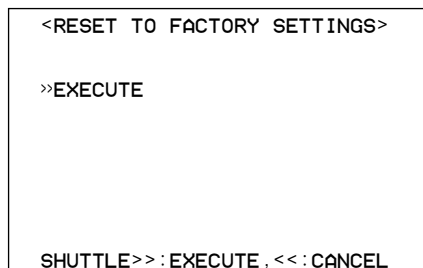 <RESET TO FACTORY SETTINGS>
»EXECUTE
SHUTTLE>>:EXECUTE,<<:CANCEL